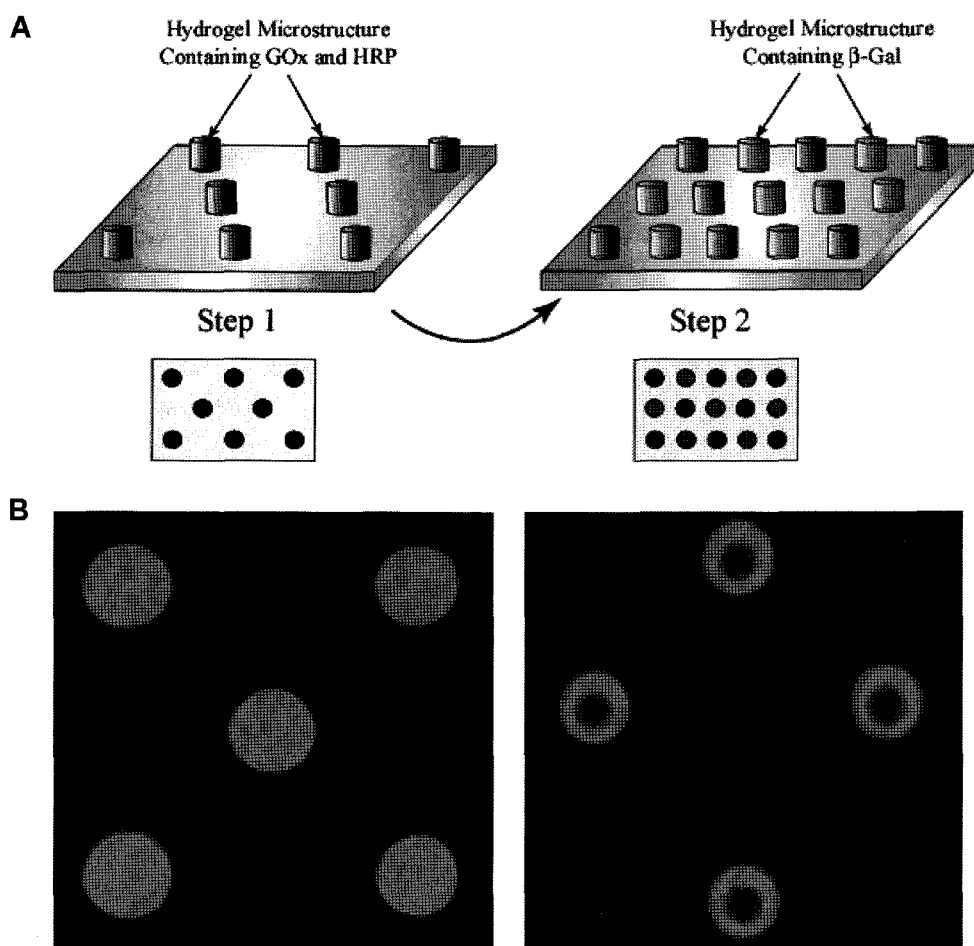 A
Hydrogel Microstructure
Containing GOx and HRP
Hydrogel Microstructure
Containing β-Gal
Step 1
Step 2
B